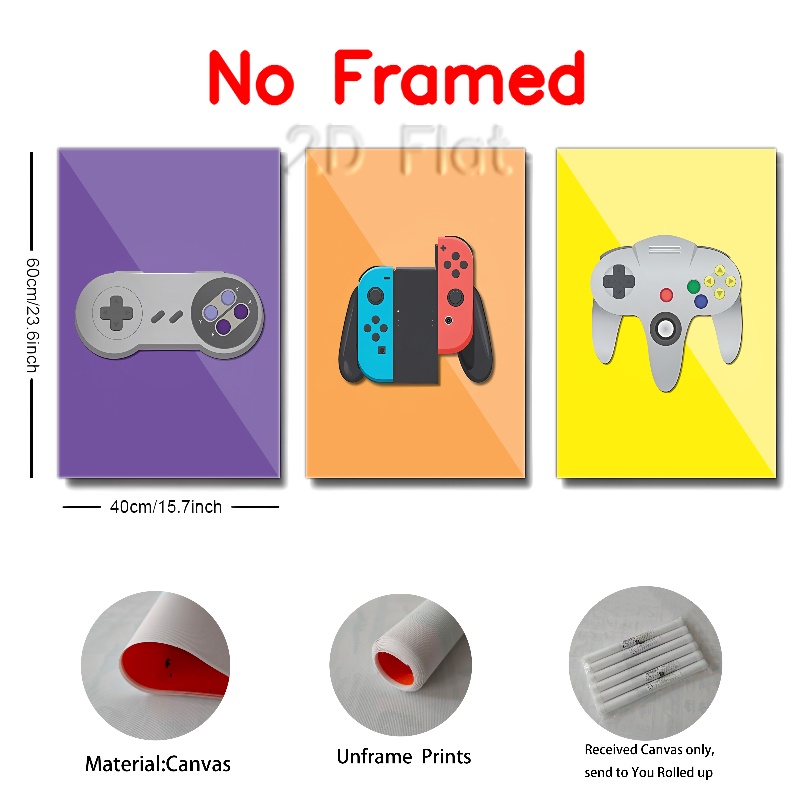 No Framed
2D Flat
60cm/23.6inch
40cm/15.7inch
Material:Canvas
Unframe Prints
Received Canvas only,
send to You Rolled up